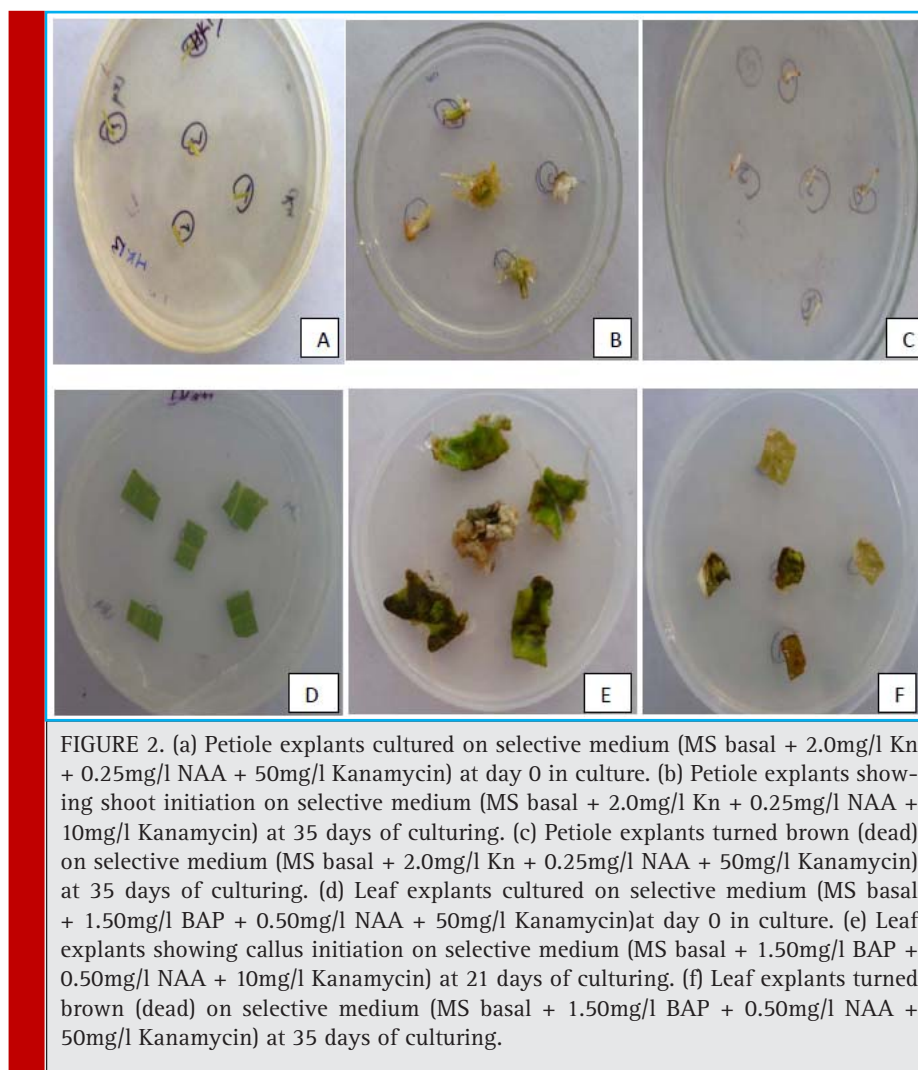 A
B
C
D
E
F
FIGURE 2. (a) Petiole explants cultured on selective medium (MS basal + 2.0mg/l Kn
+ 0.25mg/l NAA + 50mg/l Kanamycin) at day 0 in culture. (b) Petiole explants show-
ing shoot initiation on selective medium (MS basal + 2.0mg/l Kn + 0.25mg/l NAA +
10mg/l Kanamycin) at 35 days of culturing. (c) Petiole explants turned brown (dead)
on selective medium (MS basal + 2.0mg/l Kn + 0.25mg/l NAA + 50mg/l Kanamycin)
at 35 days of culturing. (d) Leaf explants cultured on selective medium (MS basal
+ 1.50mg/l BAP + 0.50mg/l NAA + 50mg/l Kanamycin)at day 0 in culture. (e) Leaf
explants showing callus initiation on selective medium (MS basal + 1.50mg/l BAP +
0.50mg/l NAA + 10mg/l Kanamycin) at 21 days of culturing. (f) Leaf explants turned
brown (dead) on selective medium (MS basal + 1.50mg/l BAP + 0.50mg/l NAA +
50mg/l Kanamycin) at 35 days of culturing.